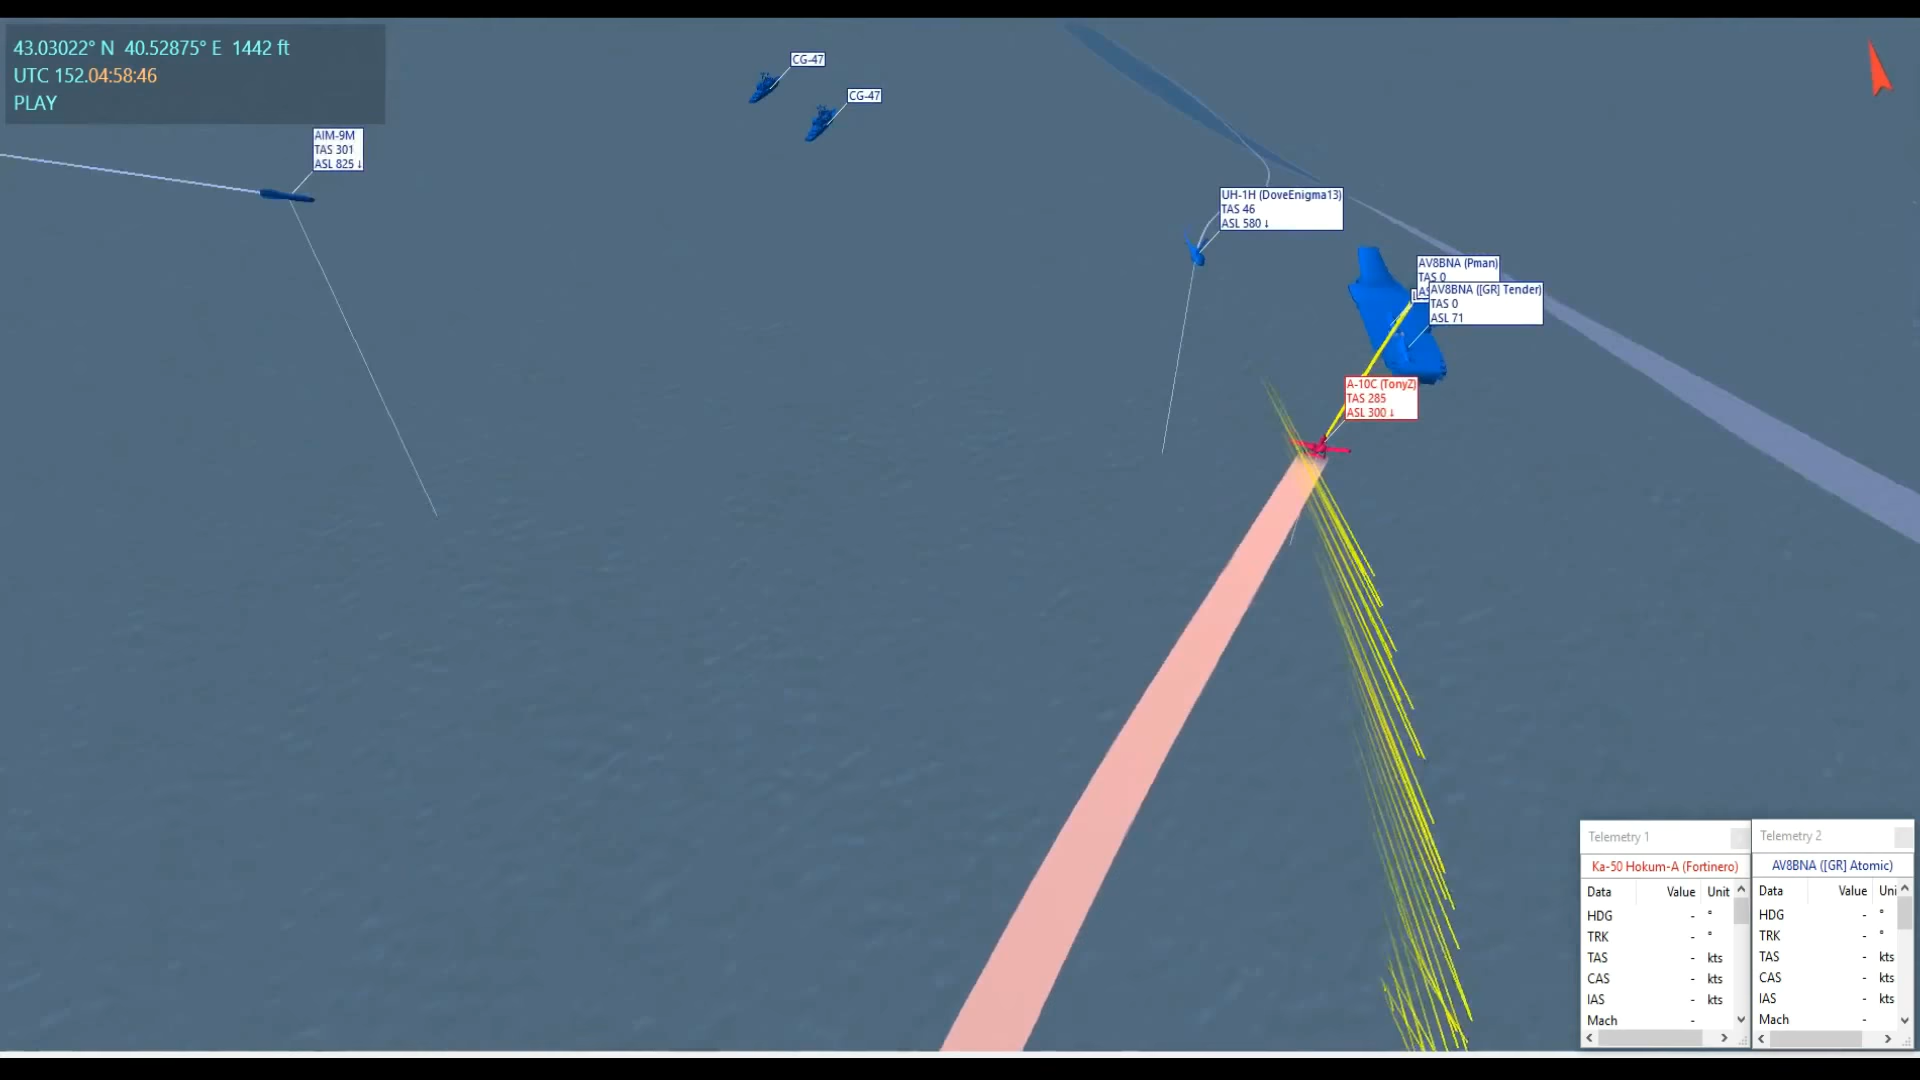 43.03022° N 40.52875° E 1442 ft
UTC 152.04:58:46
PLAY
CG-47
CG-47
AIM-9M
TAS 301
ASL 825 ↓
UH-1H (DoveEnigma13)
TAS 46
ASL 580 ↓
AV8BNA (Pman)
TAS 0
AV8BNA ([GR] Tender)
TAS 0
ASL 71
A-10C (TonyZ)
TAS 285
ASL 300 ↓
Telemetry 1
Ka-50 Hokum-A (Fortinero)
Data Value Unit
HDG - °
TRK - °
TAS - kts
CAS - kts
IAS - kts
Mach -
Telemetry 2
AV8BNA ([GR] Atomic)
Data Value Uni
HDG - °
TRK - °
TAS - kts
CAS - kts
IAS - kts
Mach -